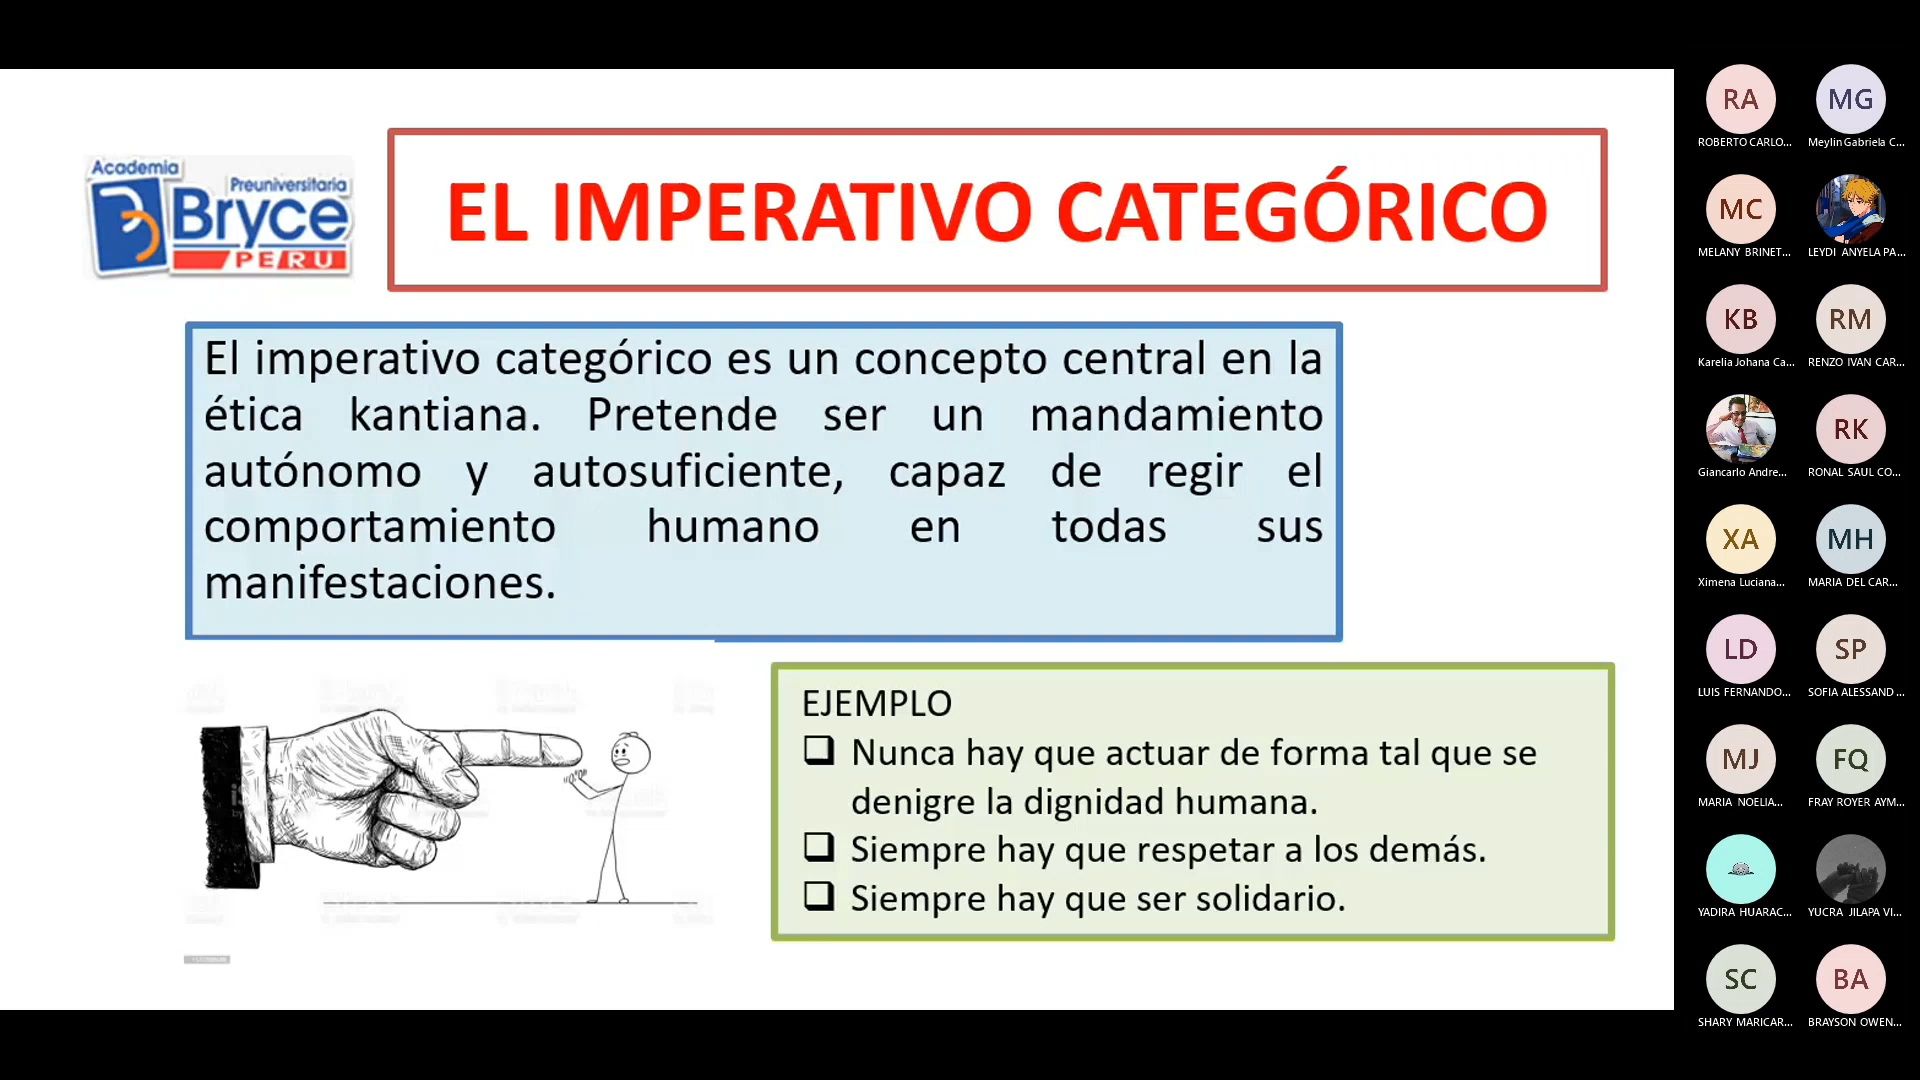 Academia
Preuniversitaria
Bryce
PERU
EL IMPERATIVO CATEGÓRICO
El imperativo categórico es un concepto central en la
ética kantiana. Pretende ser un mandamiento
autónomo y autosuficiente, capaz de regir el
comportamiento humano en todas sus
manifestaciones.
EJEMPLO
❑ Nunca hay que actuar de forma tal que se
denigre la dignidad humana.
❑ Siempre hay que respetar a los demás.
❑ Siempre hay que ser solidario.
RA
MG
ROBERTO CARLO...
Meylin Gabriela C...
MC
MELANY BRINET...
LEYDI ANYELA PA...
KB
RM
Karelia Johana Ca...
RENZO IVAN CAR...
RK
Giancarlo Andre...
RONAL SAUL CO...
XA
MH
Ximena Luciana...
MARIA DEL CAR...
LD
SP
LUIS FERNANDO...
SOFIA ALESSAND...
MJ
FQ
MARIA NOELIA...
FRAY ROYER AYM...
YADIRA HUARAC...
YUCRA JILAPA VI...
SC
BA
SHARY MARICAR...
BRAYSON OWEN...